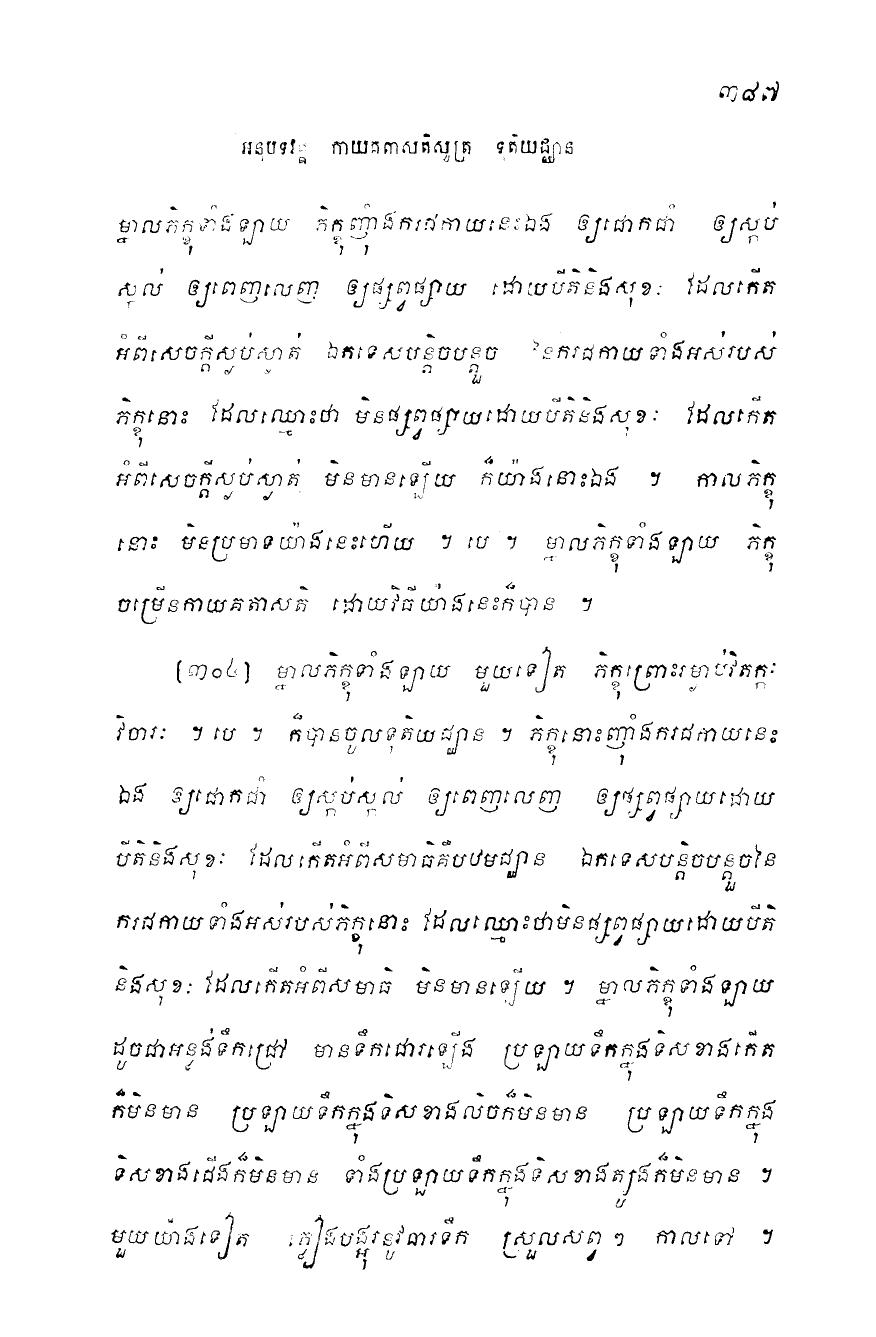 ៣៨៧
អនុបទវគ្គ កាយគតាសតិសូត្រ ទុតិយជ្ឈាន
ម្នាលភិក្ខុទាំងឡាយ ភិក្ខុញ៉ាំងករជកាយនេះឯង ឲ្យជោកជាំ ឲ្យស្កប់
ស្កល់ ឲ្យពេញលេញ ឲ្យផ្សព្វផ្សាយ ដោយបីតិនិងសុខៈ ដែលកើត
អំពីសេចក្តីស្ងប់ស្ងាត់ ឯកទេសបន្តិចបន្តួច នៃករជកាយទាំងអស់របស់
ភិក្ខុនោះ ដែលឈ្មោះថា មិនផ្សព្វផ្សាយដោយបីតិនិងសុខៈ ដែលកើត
អំពីសេចក្តីស្ងប់ស្ងាត់ មិនមានឡើយ ក៏យ៉ាងនោះឯង ។ កាលភិក្ខុ
នោះ មិនប្រមាទយ៉ាងនេះហើយ ។ បេ ។ ម្នាលភិក្ខុទាំងឡាយ ភិក្ខុ
ចម្រើនកាយគតាសតិ ដោយវិធីយ៉ាងនេះក៏បាន ។
[៣០៤] ម្នាលភិក្ខុទាំងឡាយ មួយទៀត ភិក្ខុព្រោះរម្ងាប់វិតក្កៈ
វិចារៈ ។ បេ ។ ក៏បានចូលទុតិយជ្ឈាន ។ ភិក្ខុនោះញ៉ាំងករជកាយនេះ
ឯង ឲ្យជោកជាំ ឲ្យស្កប់ស្កល់ ឲ្យពេញលេញ ឲ្យផ្សព្វផ្សាយដោយ
បីតិនិងសុខៈ ដែលកើតអំពីសមាធិគឺបឋមជ្ឈាន ឯកទេសបន្តិចបន្តួចនៃ
ករជកាយទាំងអស់របស់ភិក្ខុនោះ ដែលឈ្មោះថាមិនផ្សព្វផ្សាយដោយបីតិ
និងសុខៈ ដែលកើតអំពីសមាធិ មិនមានឡើយ ។ ម្នាលភិក្ខុទាំងឡាយ
ដូចជាអន្លង់ទឹកជ្រៅ មានទឹកផោរឡើង ប្រឡាយទឹកក្នុងទិសខាងកើត
ក៏មិនមាន ប្រឡាយទឹកក្នុងទិសខាងលិចក៏មិនមាន ប្រឡាយទឹកក្នុង
ទិសខាងជើងក៏មិនមាន ទាំងប្រឡាយទឹកក្នុងទិសខាងត្បូងក៏មិនមាន ។
មួយយ៉ាងទៀត ភ្លៀងបង្អុរនូវធារទឹក ស្រួលសព្វ ៗ កាលទៅ ។